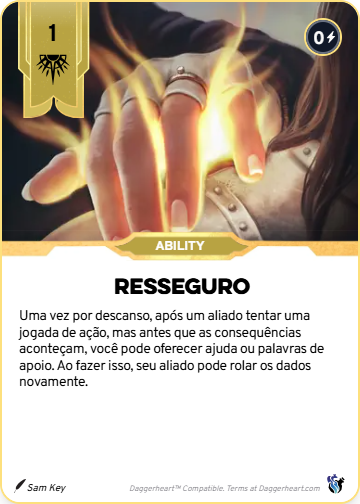 1
0
ABILITY
RESSEGURO
Uma vez por descanso, após um aliado tentar uma
jogada de ação, mas antes que as consequências
aconteçam, você pode oferecer ajuda ou palavras de
apoio. Ao fazer isso, seu aliado pode rolar os dados
novamente.
Sam Key
Daggerheart™ Compatible. Terms at Daggerheart.com